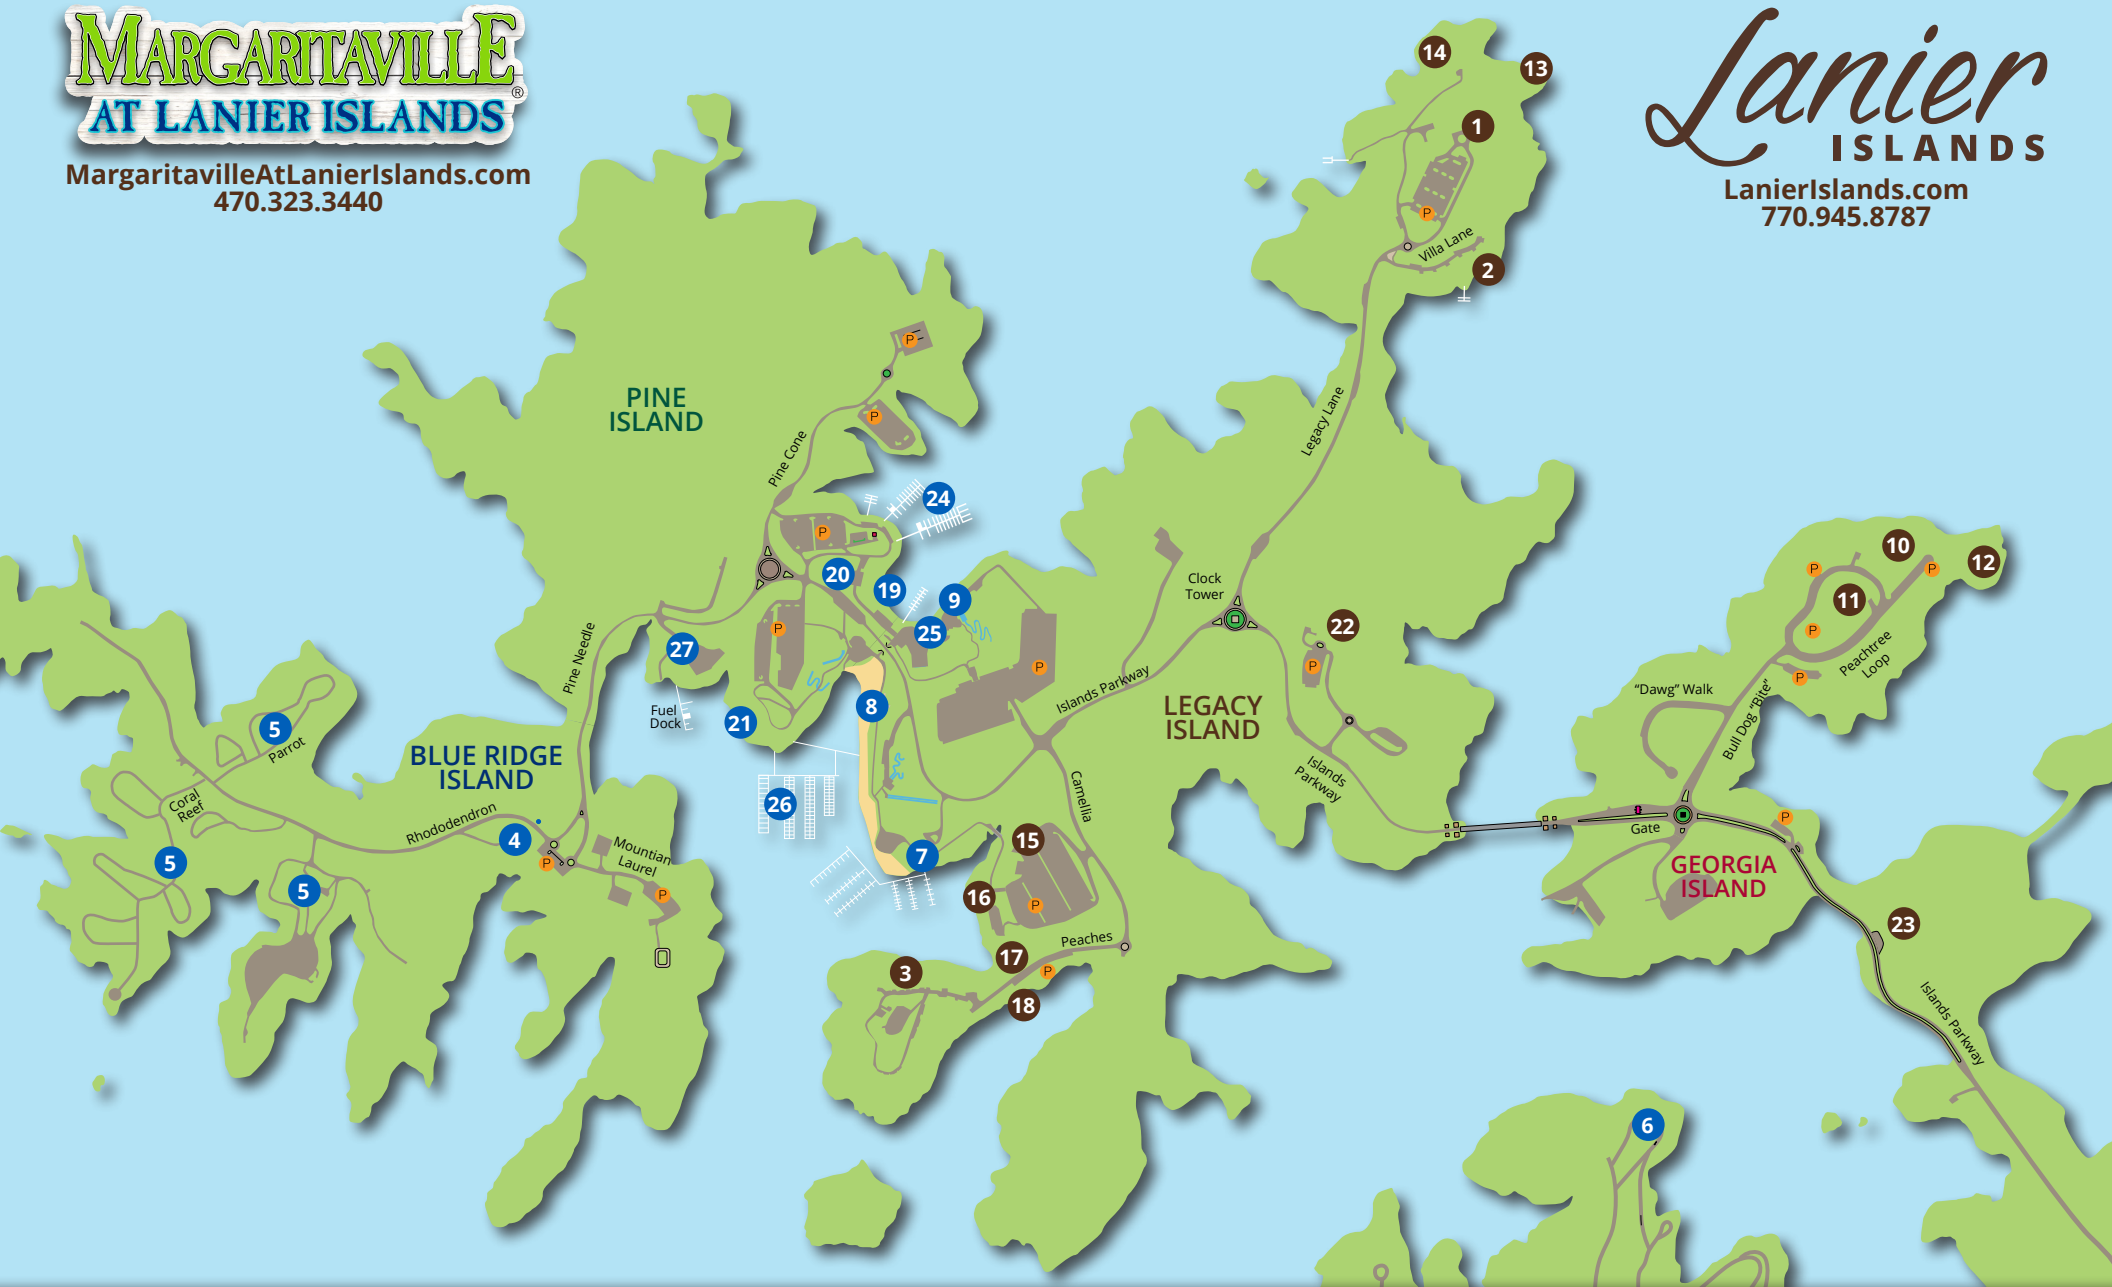 MARGARITAVILLE
®
AT LANIER ISLANDS
MargaritavilleAtLanierIslands.com
470.323.3440
Lanier
ISLANDS
LanierIslands.com
770.945.8787
14
13
1
P
Villa Lane
2
P
PINE
ISLAND
P
Pine Cone
Legacy Lane
24
P
20
19
9
25
P
27
P
Pine Needle
Fuel
Dock
21
8
26
7
Clock
Tower
Islands Parkway
LEGACY
ISLAND
22
P
Islands
Parkway
Camellia
10
12
11
P
P
P
P
Peachtree
Loop
"Dawg" Walk
Bull Dog "Bite"
Gate
P
GEORGIA
ISLAND
23
Islands Parkway
5
Parrot
BLUE RIDGE
ISLAND
Coral
Reef
Rhododendron
4
P
Mountian
Laurel
P
5
5
15
16
P
Peaches
17
P
3
18
6